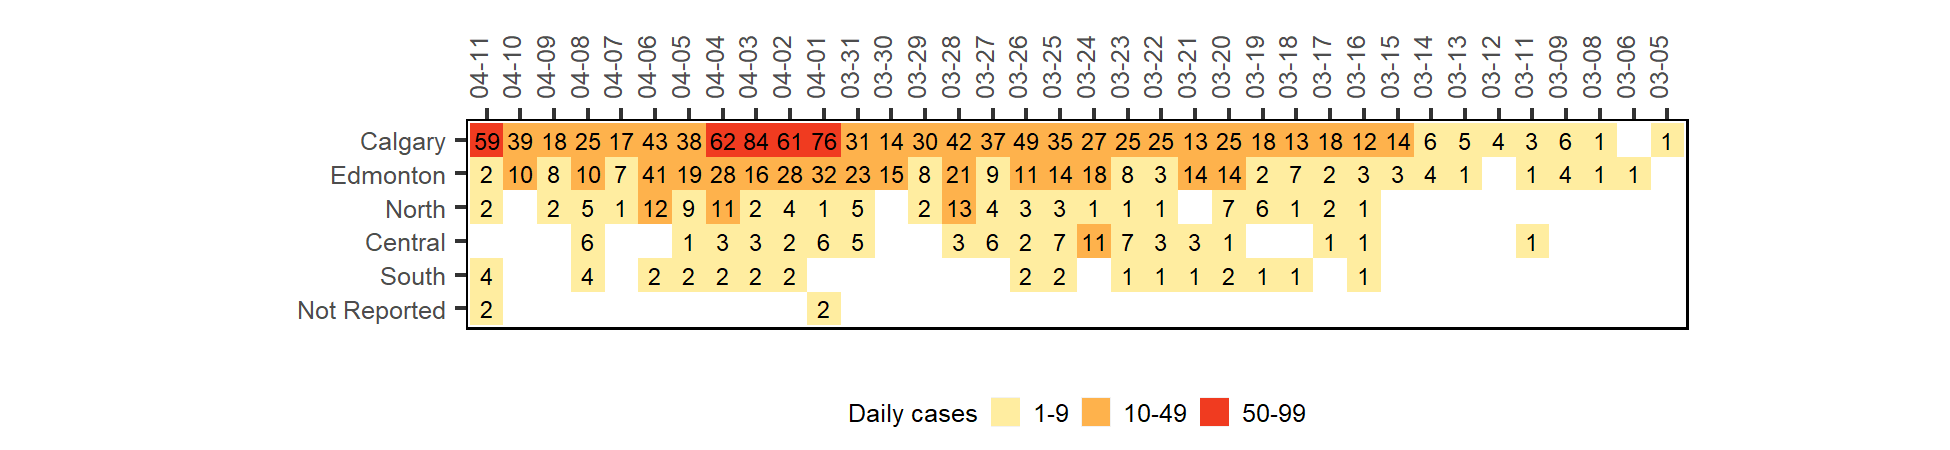 04-11 04-10 04-09 04-08 04-07 04-06 04-05 04-04 04-03 04-02 04-01 03-31 03-30 03-29 03-28 03-27 03-26 03-25 03-24 03-23 03-22 03-21 03-20 03-19 03-18 03-17 03-16 03-15 03-14 03-13 03-12 03-11 03-09 03-08 03-06 03-05
Calgary 59 39 18 25 17 43 38 62 84 61 76 31 14 30 42 37 49 35 27 25 25 13 25 18 13 18 12 14 6 5 4 3 6 1 1
Edmonton 2 10 8 10 7 41 19 28 16 28 32 23 15 8 21 9 11 14 18 8 3 14 14 2 7 2 3 3 4 1 1 4 1 1
North 2 2 5 1 12 9 11 2 4 1 5 2 13 4 3 3 1 1 1 7 6 1 2 1
Central 6 1 3 3 2 6 5 3 6 2 7 11 7 3 3 1 1 1 1
South 4 4 2 2 2 2 2 2 2 1 1 1 2 1 1 1
Not Reported 2 2
Daily cases 1-9 10-49 50-99